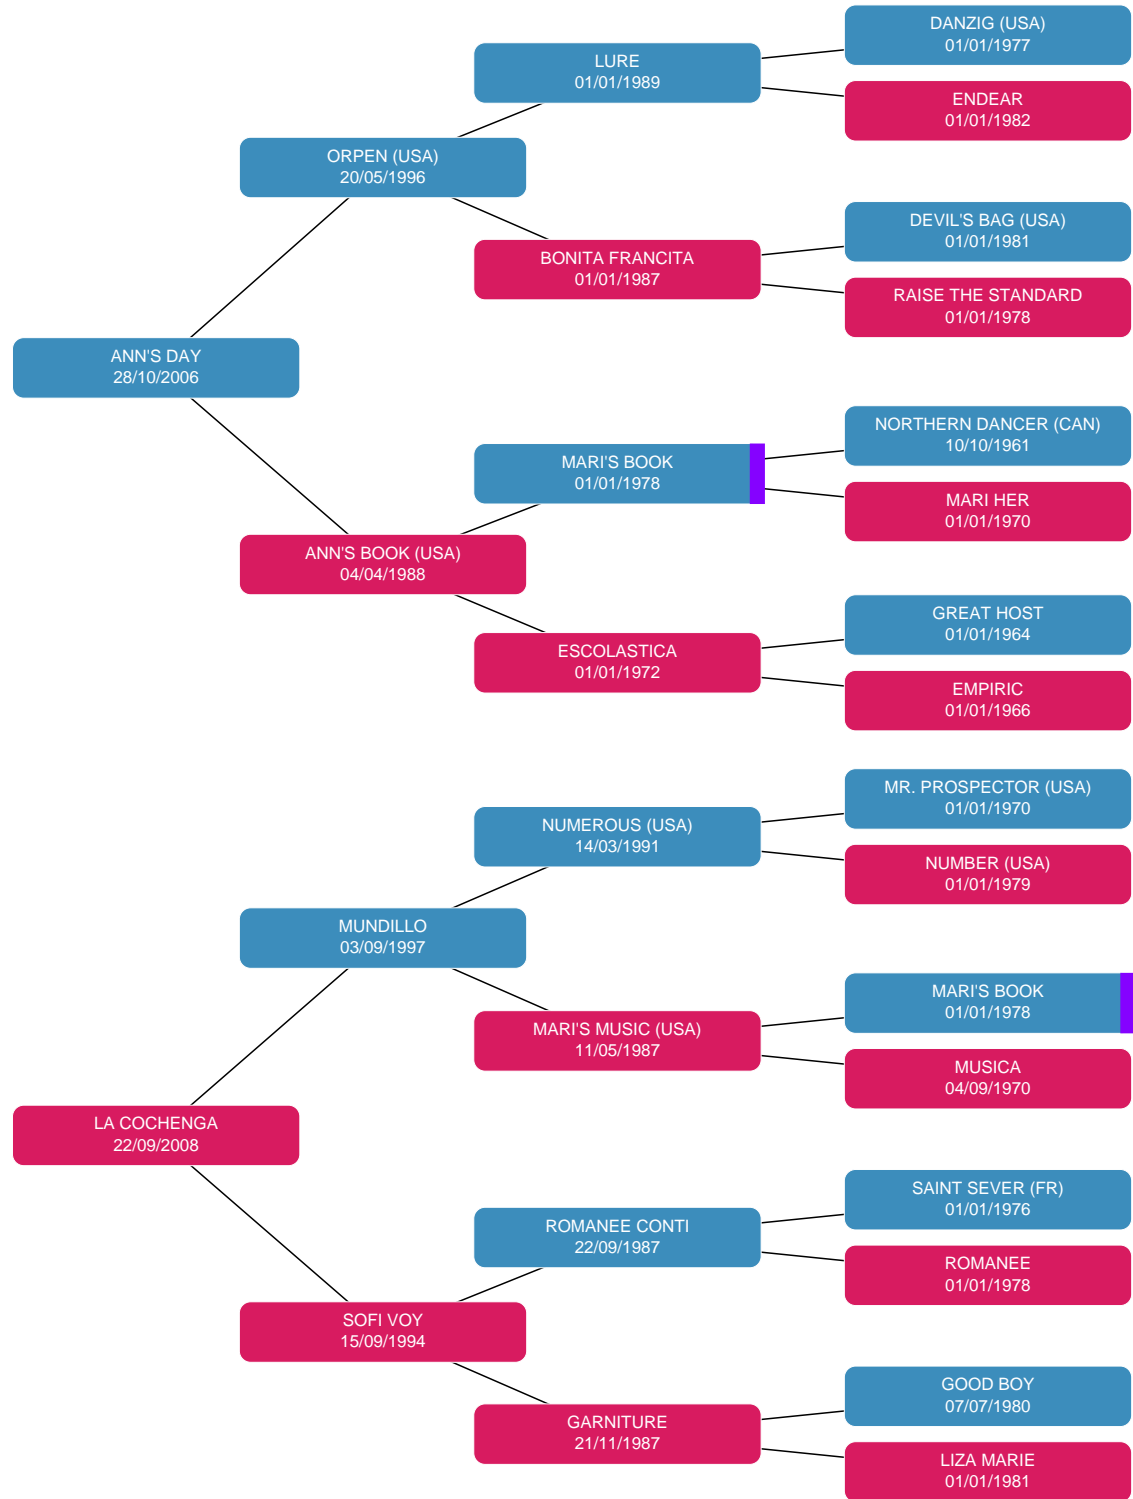 DANZIG (USA)
01/01/1977
LURE
01/01/1989
ENDEAR
01/01/1982
ORPEN (USA)
20/05/1996
DEVIL'S BAG (USA)
01/01/1981
BONITA FRANCITA
01/01/1987
RAISE THE STANDARD
01/01/1978
ANN'S DAY
28/10/2006
NORTHERN DANCER (CAN)
10/10/1961
MARI'S BOOK
01/01/1978
MARI HER
01/01/1970
ANN'S BOOK (USA)
04/04/1988
GREAT HOST
01/01/1964
ESCOLASTICA
01/01/1972
EMPIRIC
01/01/1966
MR. PROSPECTOR (USA)
01/01/1970
NUMEROUS (USA)
14/03/1991
NUMBER (USA)
01/01/1979
MUNDILLO
03/09/1997
MARI'S BOOK
01/01/1978
MARI'S MUSIC (USA)
11/05/1987
MUSICA
04/09/1970
LA COCHENGA
22/09/2008
SAINT SEVER (FR)
01/01/1976
ROMANEE CONTI
22/09/1987
ROMANEE
01/01/1978
SOFI VOY
15/09/1994
GOOD BOY
07/07/1980
GARNITURE
21/11/1987
LIZA MARIE
01/01/1981